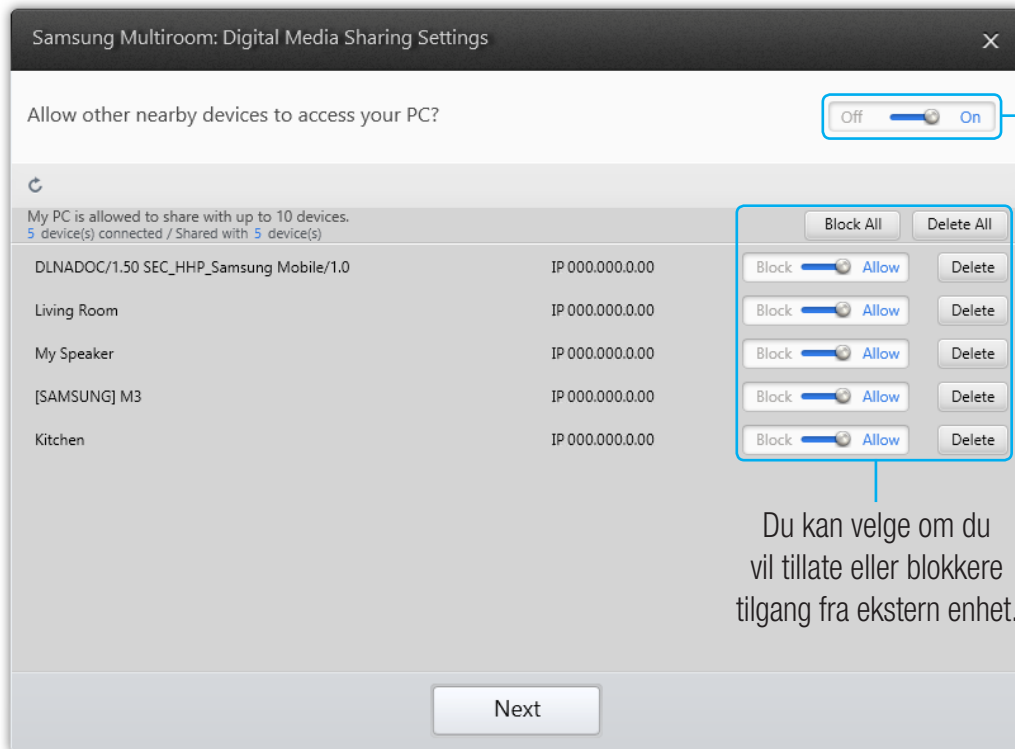 Samsung Multiroom: Digital Media Sharing Settings
Allow other nearby devices to access your PC?
Off On
My PC is allowed to share with up to 10 devices.
5 device(s) connected / Shared with 5 device(s)
Block All Delete All
DLNADOC/1.50 SEC_HHP_Samsung Mobile/1.0 IP 000.000.0.00 Block Allow Delete
Living Room IP 000.000.0.00 Block Allow Delete
My Speaker IP 000.000.0.00 Block Allow Delete
[SAMSUNG] M3 IP 000.000.0.00 Block Allow Delete
Kitchen IP 000.000.0.00 Block Allow Delete
Du kan velge om du
vil tillate eller blokkere
tilgang fra ekstern enhet.
Next